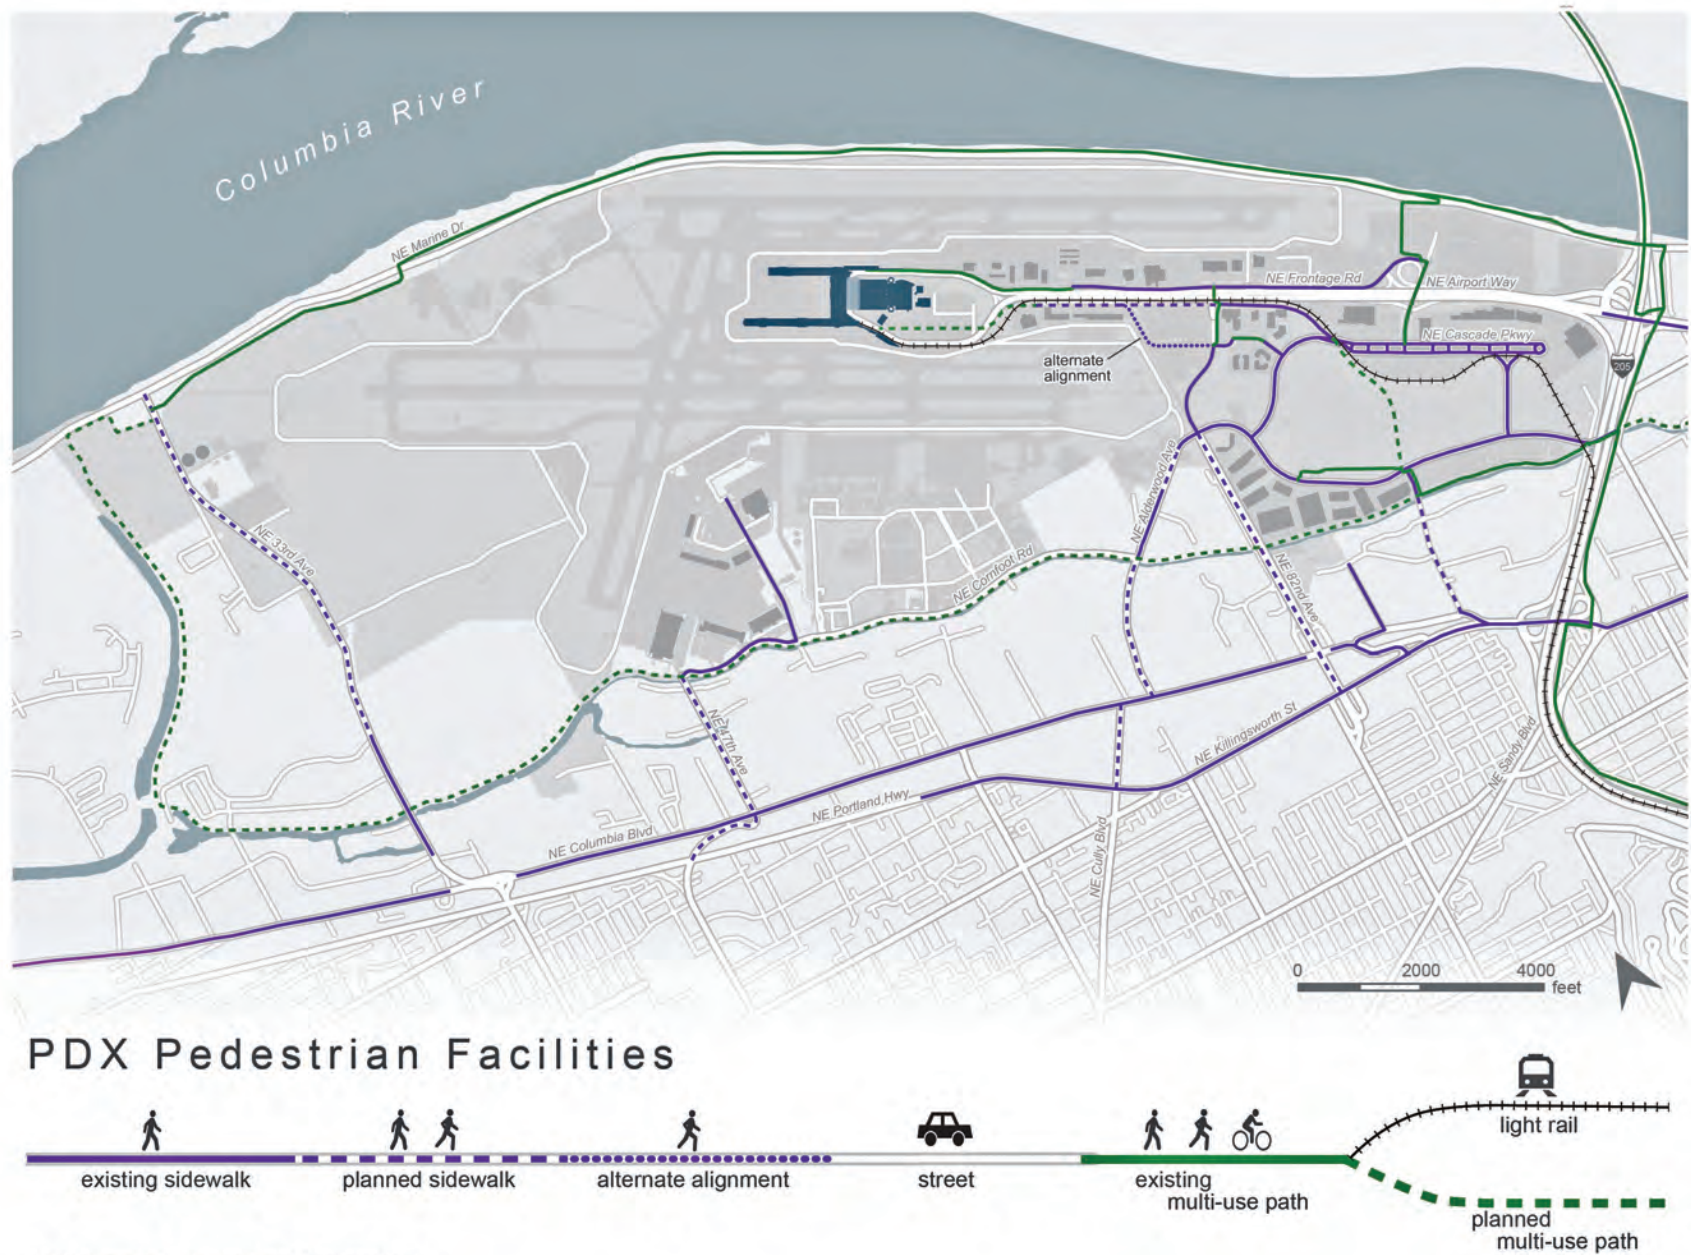 Columbia River
NE Marine Dr
NE Frontage Rd
NE Airport Way
NE Cascade Pkwy
alternate
alignment
205
NE Alderwood Ave
NE 33rd Ave
NE Cornfoot Rd
NE 82nd Ave
NE 47th Ave
NE Killingsworth St
NE Sandy Blvd
NE Portland Hwy
NE Columbia Blvd
NE Cully Blvd
0 2000 4000
feet
PDX Pedestrian Facilities
light rail
existing sidewalk
planned sidewalk
alternate alignment
street
existing
multi-use path
planned
multi-use path